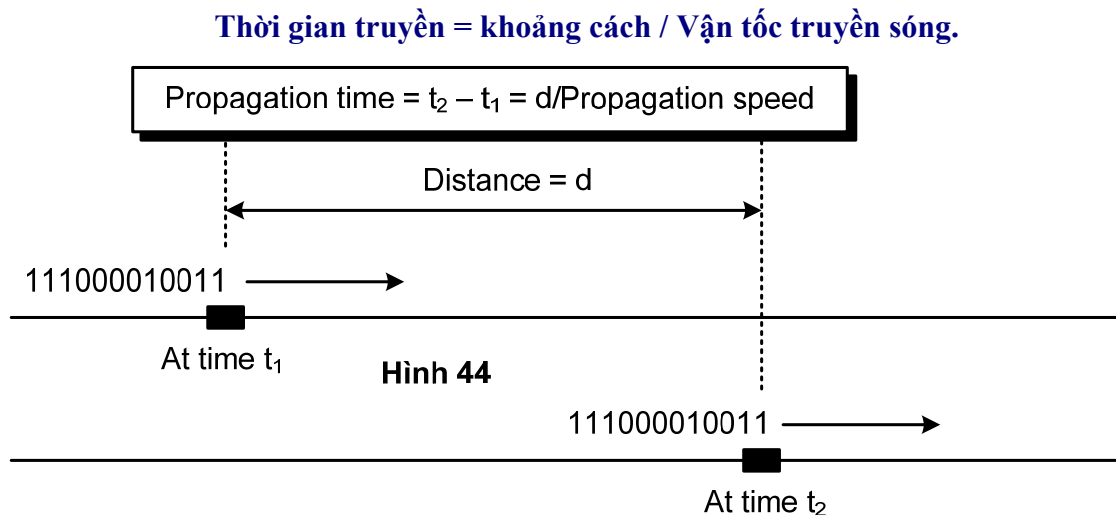 Thời gian truyền = khoảng cách / Vận tốc truyền sóng.
Propagation time = t₂ – t₁ = d/Propagation speed
Distance = d
111000010011
At time t₁
Hình 44
111000010011
At time t₂